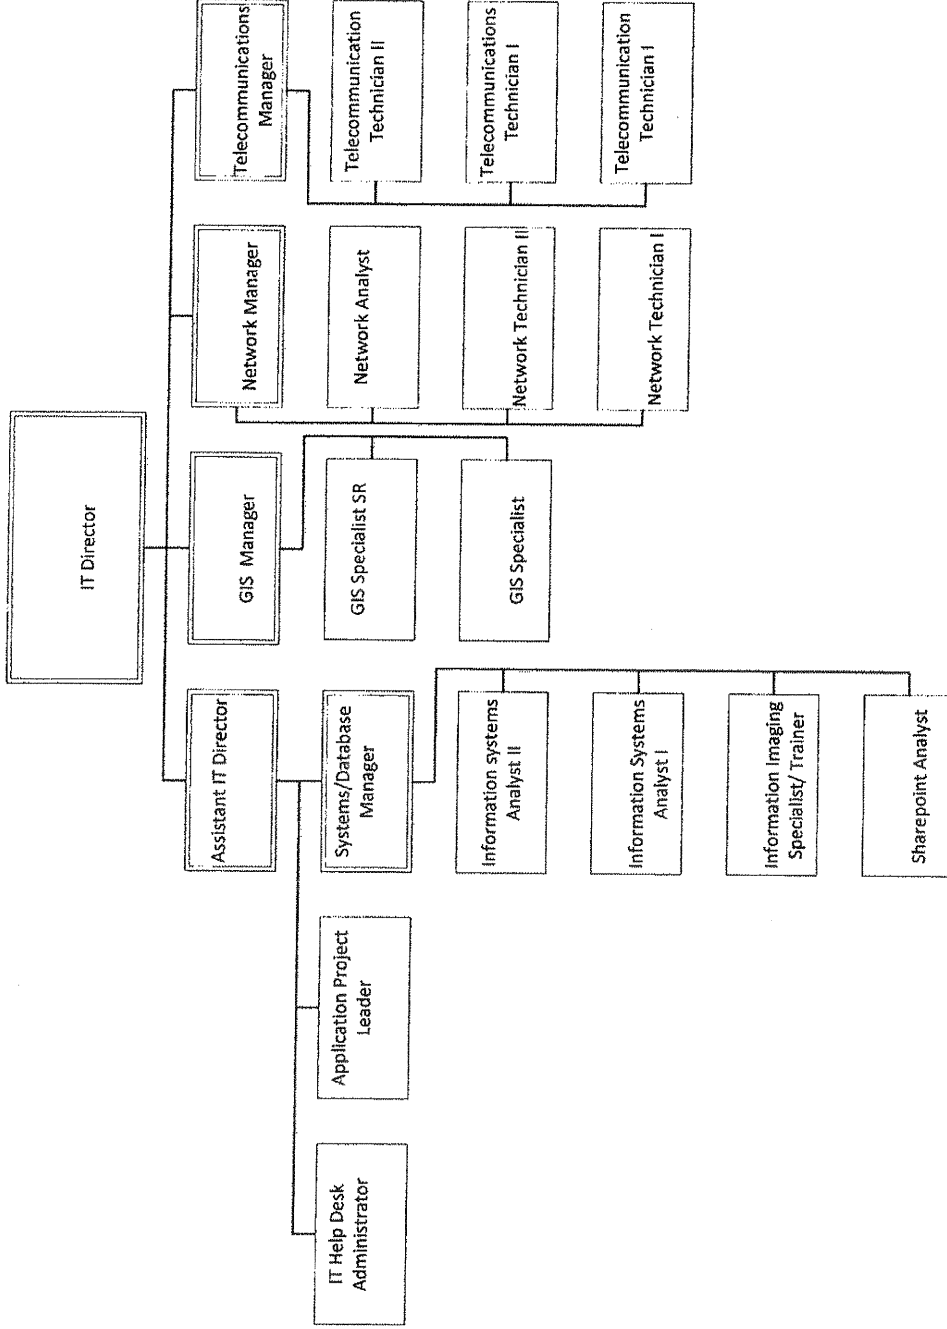 IT Director
Assistant IT Director
GIS Manager
Network Manager
Telecommunications
Manager
IT Help Desk
Administrator
Application Project
Leader
Systems/Database
Manager
GIS Specialist SR
Network Analyst
Telecommunication
Technician II
Information systems
Analyst II
GIS Specialist
Network Technician II
Telecommunications
Technician I
Information Systems
Analyst I
Network Technician I
Telecommunication
Technician I
Information Imaging
Specialist/ Trainer
Sharepoint Analyst